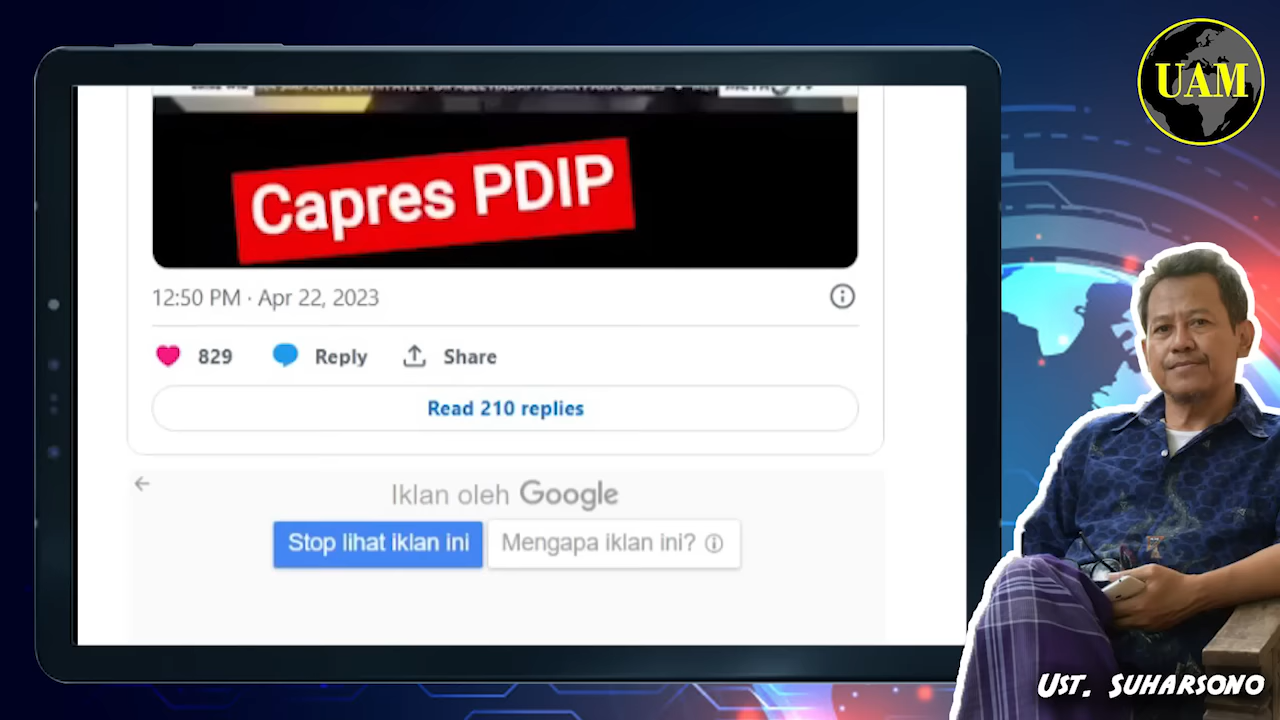 UAM
Capres PDIP
12:50 PM · Apr 22, 2023
829 Reply Share
Read 210 replies
Iklan oleh Google
Stop lihat iklan ini Mengapa iklan ini?
UST. SUHARSONO